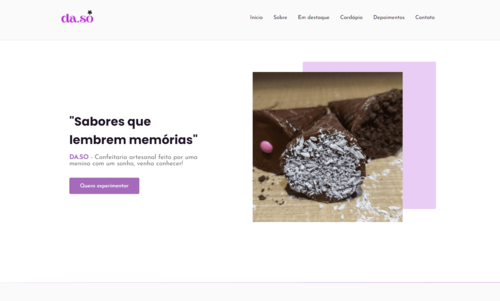 da.so
Início Sobre Em destaque Cardápio Depoimentos Contato
"Sabores que
lembrem memórias"
DA.SO - Confeitaria artesanal feita por uma
menina com um sonho, venha conhecer!
Quero experimentar